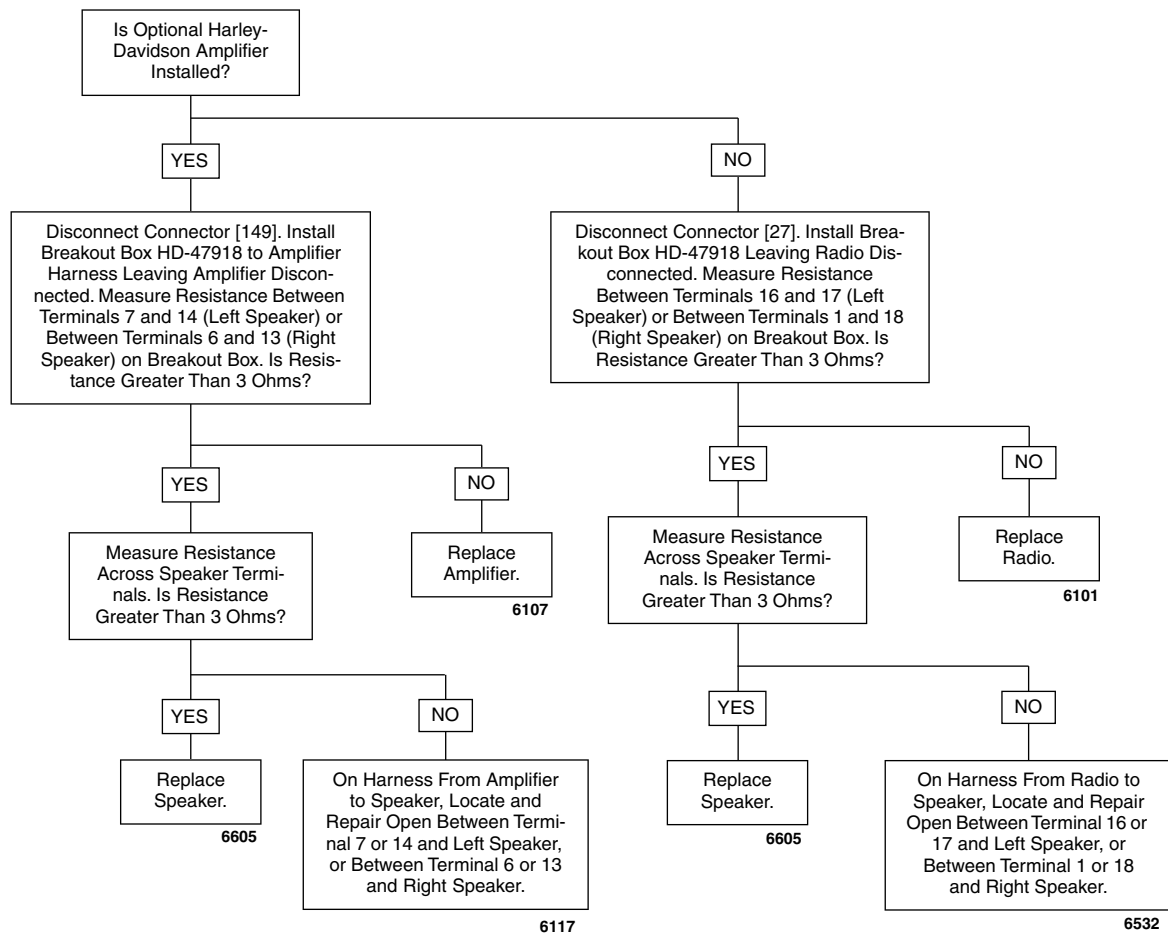 Is Optional Harley-
Davidson Amplifier
Installed?
YES
NO
Disconnect Connector [149]. Install
Breakout Box HD-47918 to Amplifier
Harness Leaving Amplifier Discon-
nected. Measure Resistance Between
Terminals 7 and 14 (Left Speaker) or
Between Terminals 6 and 13 (Right
Speaker) on Breakout Box. Is Resis-
tance Greater Than 3 Ohms?
Disconnect Connector [27]. Install Brea-
kout Box HD-47918 Leaving Radio Dis-
connected. Measure Resistance
Between Terminals 16 and 17 (Left
Speaker) or Between Terminals 1 and 18
(Right Speaker) on Breakout Box. Is
Resistance Greater Than 3 Ohms?
YES
NO
YES
NO
Measure Resistance
Across Speaker Termi-
nals. Is Resistance
Greater Than 3 Ohms?
Replace
Amplifier.
6107
Measure Resistance
Across Speaker Termi-
nals. Is Resistance
Greater Than 3 Ohms?
Replace
Radio.
6101
YES
NO
YES
NO
Replace
Speaker.
6605
On Harness From Amplifier
to Speaker, Locate and
Repair Open Between Termi-
nal 7 or 14 and Left Speaker,
or Between Terminal 6 or 13
and Right Speaker.
6117
Replace
Speaker.
6605
On Harness From Radio to
Speaker, Locate and Repair
Open Between Terminal 16 or
17 and Left Speaker, or
Between Terminal 1 or 18
and Right Speaker.
6532